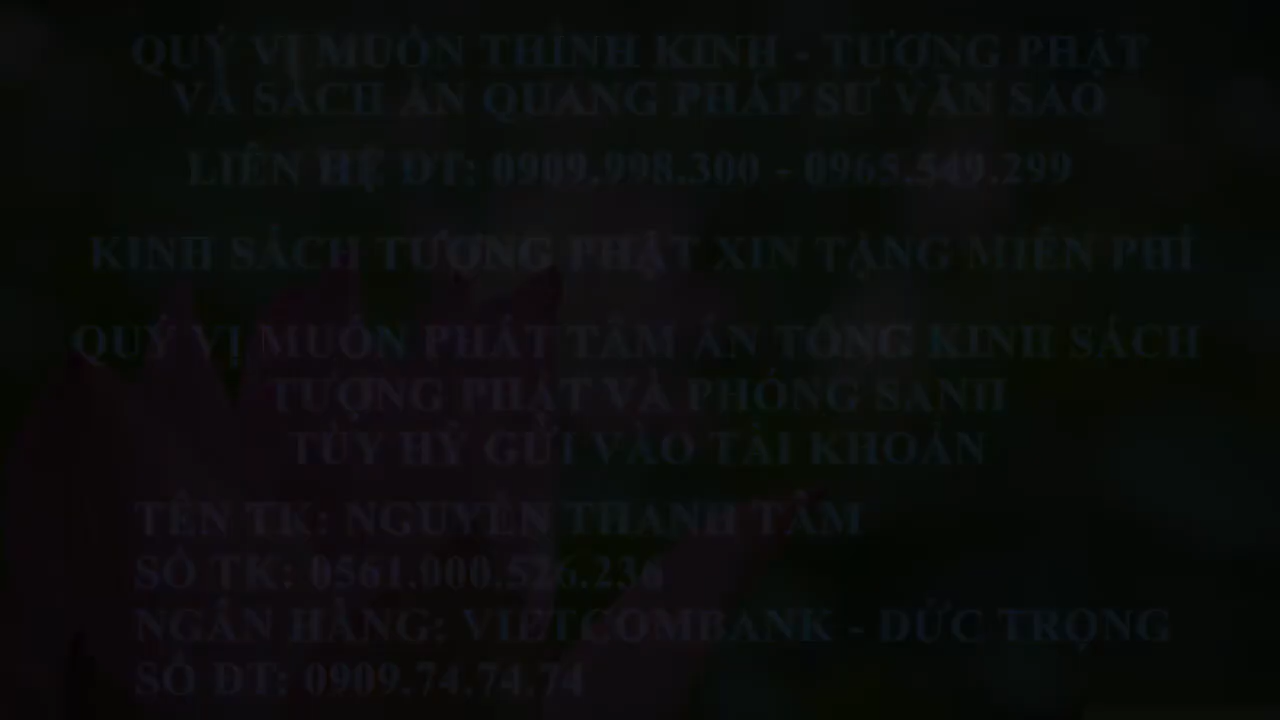 QUÝ VỊ MUỐN THỈNH KINH - TƯỢNG PHẬT
VÀ SÁCH ẤN QUANG PHÁP SƯ VĂN SAO
LIÊN HỆ ĐT: 0909.998.300 - 0965.549.299
KINH SÁCH TƯỢNG PHẬT XIN TẶNG MIỄN PHÍ
QUÝ VỊ MUỐN PHÁT TÂM ẤN TỐNG KINH SÁCH
TƯỢNG PHẬT VÀ PHÓNG SANH
TÙY HỶ GỬI VÀO TÀI KHOẢN
TÊN TK: NGUYỄN THANH TÂM
SỐ TK: 0561.000.526.236
NGÂN HÀNG: VIETCOMBANK - ĐỨC TRỌNG
SỐ ĐT: 0909.74.74.74